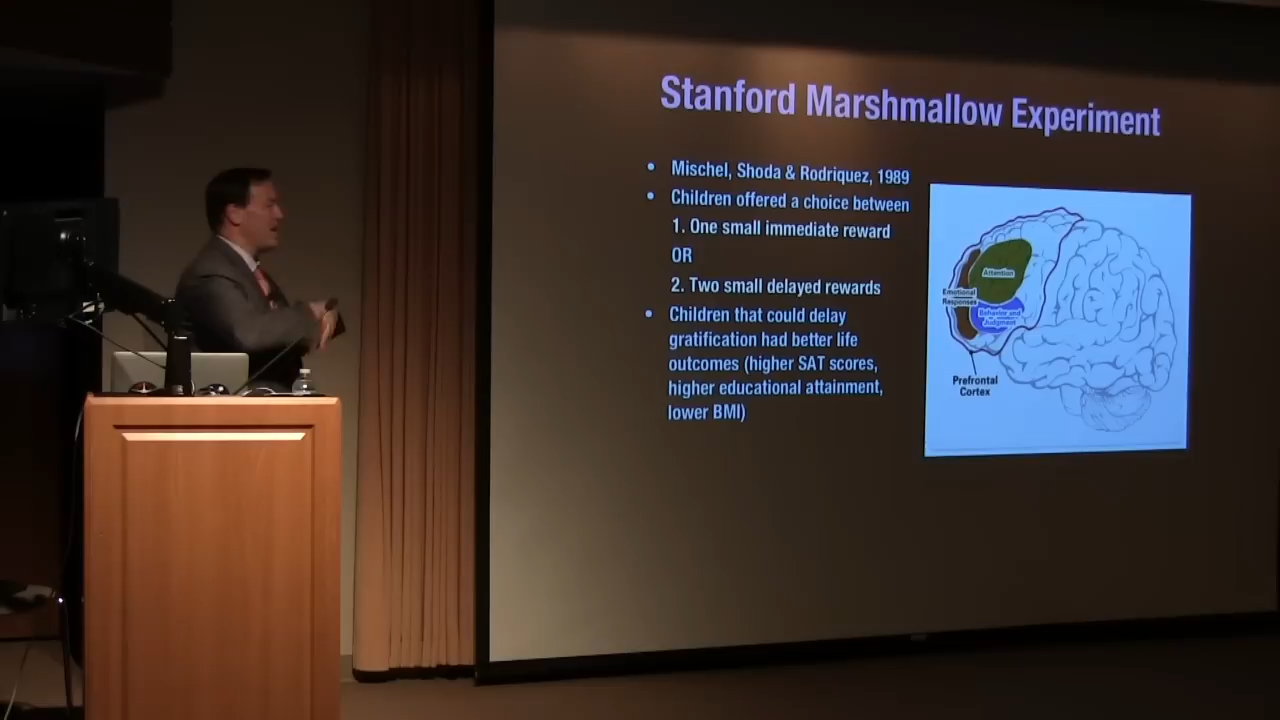 Stanford Marshmallow Experiment
• Mischel, Shoda & Rodriquez, 1989
• Children offered a choice between
1. One small immediate reward
OR
2. Two small delayed rewards
• Children that could delay
gratification had better life
outcomes (higher SAT scores,
higher educational attainment,
lower BMI)
Attention
Emotional
Responses
Behavior and
Judgment
Prefrontal
Cortex